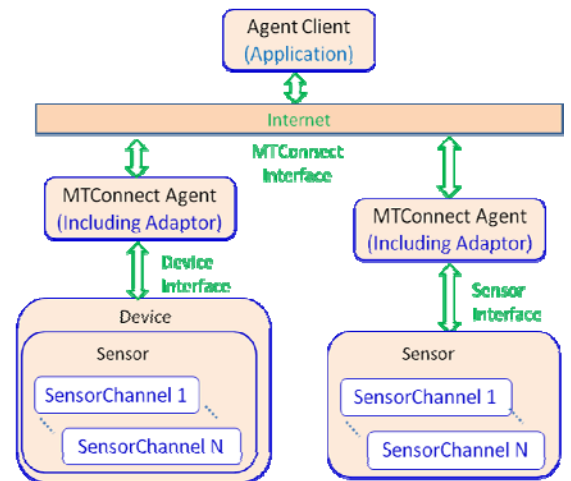 Agent Client
(Application)
Internet
MTConnect
Interface
MTConnect Agent
(Including Adaptor)
MTConnect Agent
(Including Adaptor)
Device
Interface
Sensor
Interface
Device
Sensor
SensorChannel 1
SensorChannel N
Sensor
SensorChannel 1
SensorChannel N